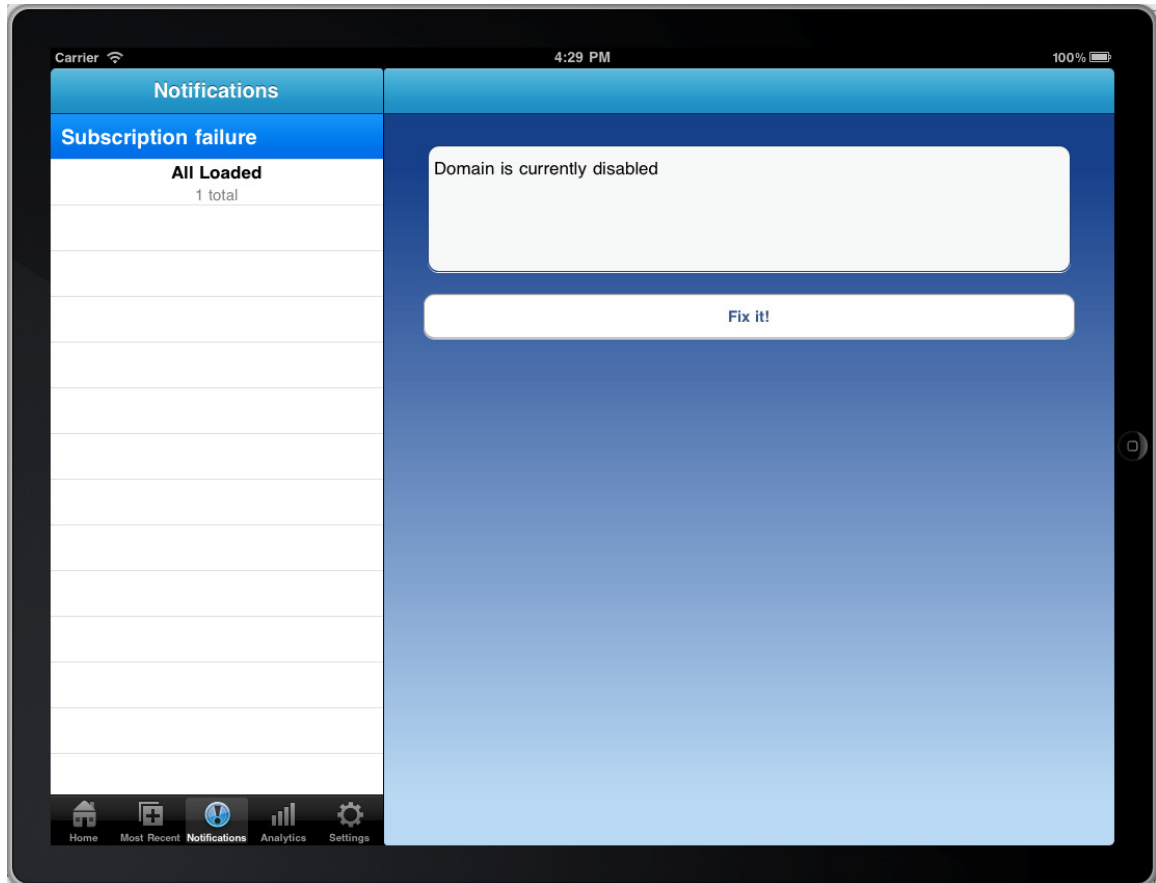 Carrier 4:29 PM 100%
Notifications
Subscription failure
All Loaded
1 total
Domain is currently disabled
Fix it!
Home Most Recent Notifications Analytics Settings